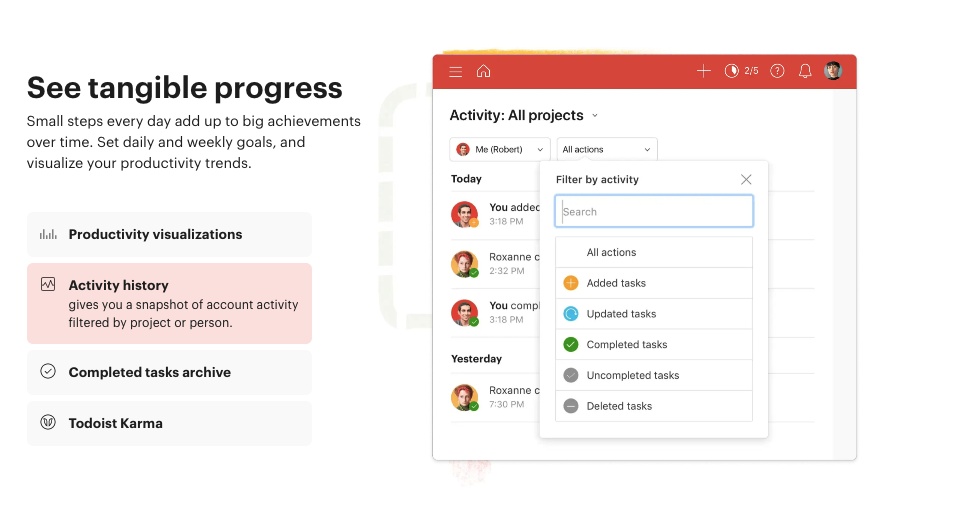 See tangible progress
Small steps every day add up to big achievements
over time. Set daily and weekly goals, and
visualize your productivity trends.
Productivity visualizations
Activity history
gives you a snapshot of account activity
filtered by project or person.
Completed tasks archive
Todoist Karma
2/5
Activity: All projects
Me (Robert)
All actions
Today
You added
3:18 PM
Roxanne c
2:32 PM
You compl
3:18 PM
Yesterday
Roxanne c
7:30 PM
Filter by activity
Search
All actions
Added tasks
Updated tasks
Completed tasks
Uncompleted tasks
Deleted tasks